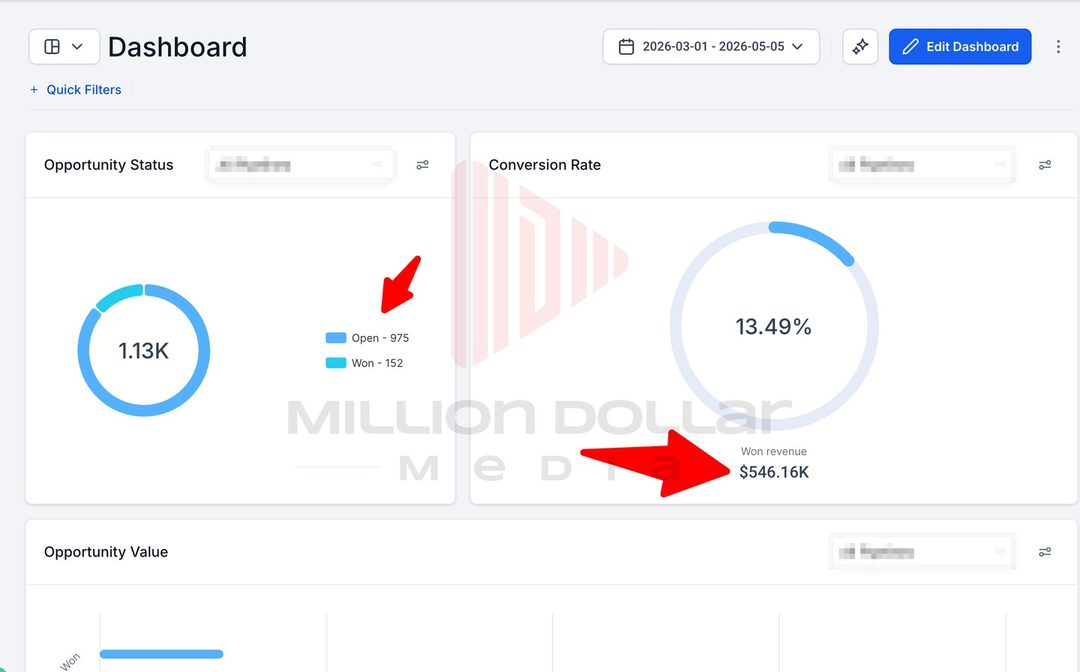 Dashboard
2026-03-01 - 2026-05-05
Edit Dashboard
+ Quick Filters
Opportunity Status
Conversion Rate
1.13K
Open - 975
Won - 152
13.49%
Won revenue
$546.16K
MILLION DOLLAR
MEDIA
Opportunity Value
Won